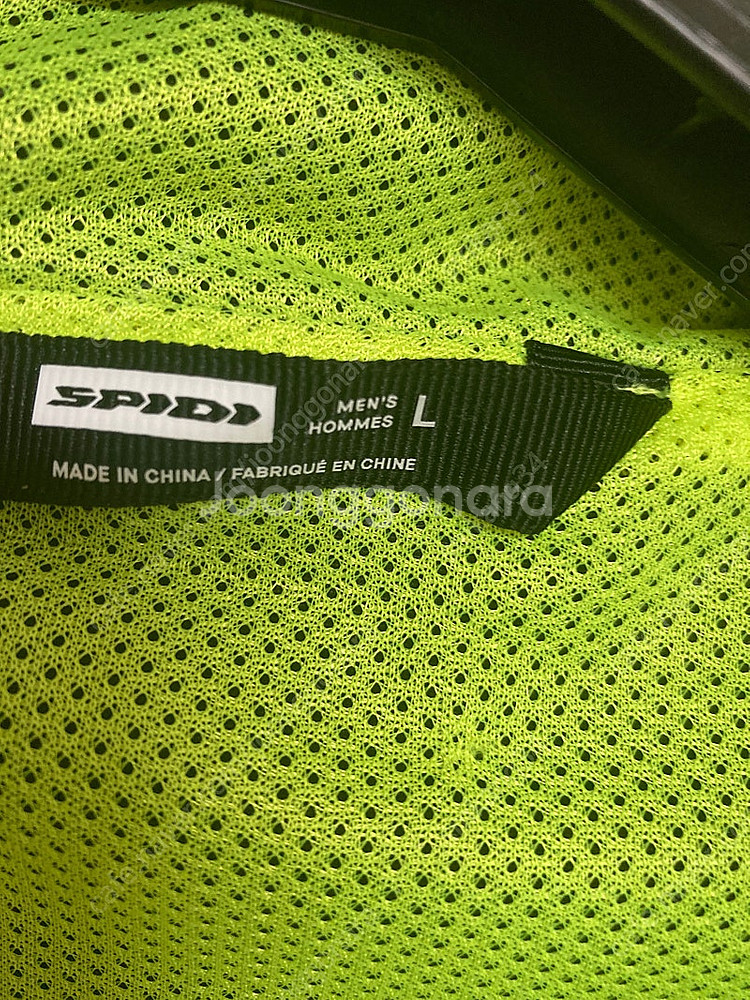 SPIDI
MEN'S L
HOMMES
MADE IN CHINA / FABRIQUÉ EN CHINE
Joonggonara